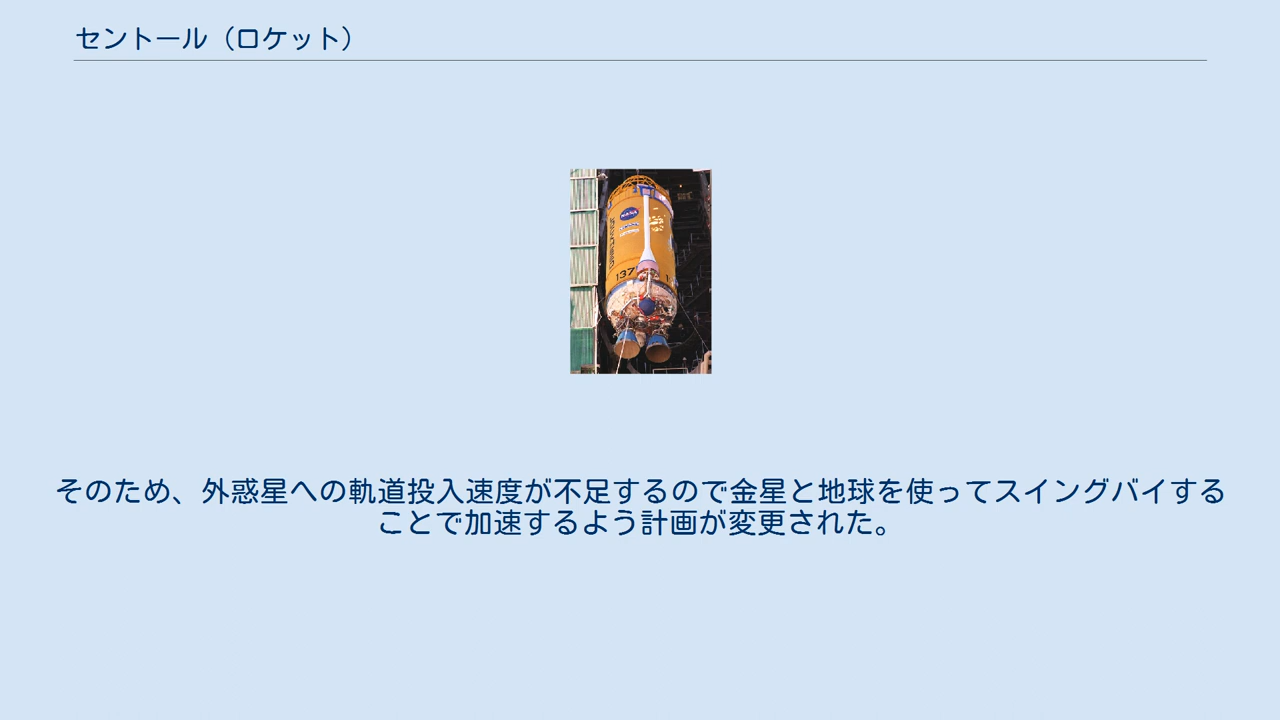 セントール（ロケット）
NASA
137
そのため、外惑星への軌道投入速度が不足するので金星と地球を使ってスイングバイする
ことで加速するよう計画が変更された。